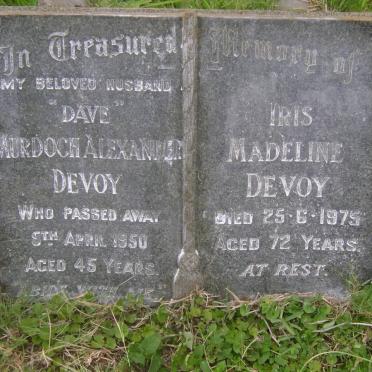 In Treasured Memory of
MY BELOVED HUSBAND
"DAVE"
MURDOCH ALEXANDER
DEVOY
WHO PASSED AWAY
5TH APRIL 1950
AGED 45 YEARS.
IRIS
MADELINE
DEVOY
DIED 25-6-1975
AGED 72 YEARS.
AT REST.